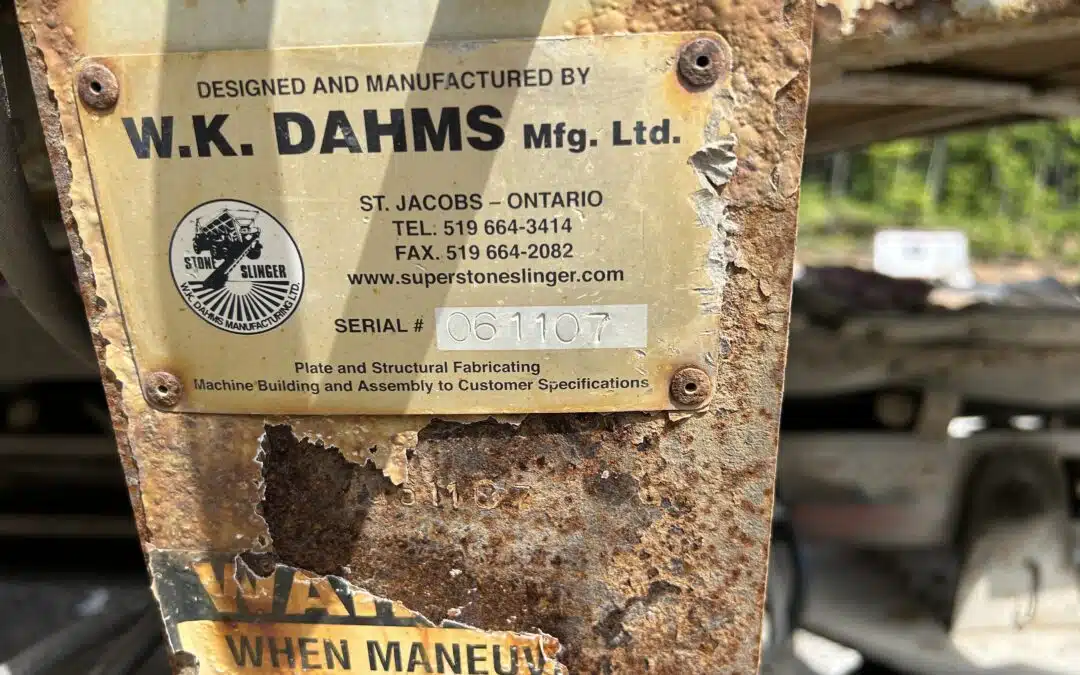 DESIGNED AND MANUFACTURED BY
W.K. DAHMS Mfg. Ltd.
ST. JACOBS – ONTARIO
TEL. 519 664-3414
FAX. 519 664-2082
www.superstoneslinger.com
STONE SLINGER
W.K. DAHMS MANUFACTURING LTD.
SERIAL # 061107
Plate and Structural Fabricating
Machine Building and Assembly to Customer Specifications
WHEN